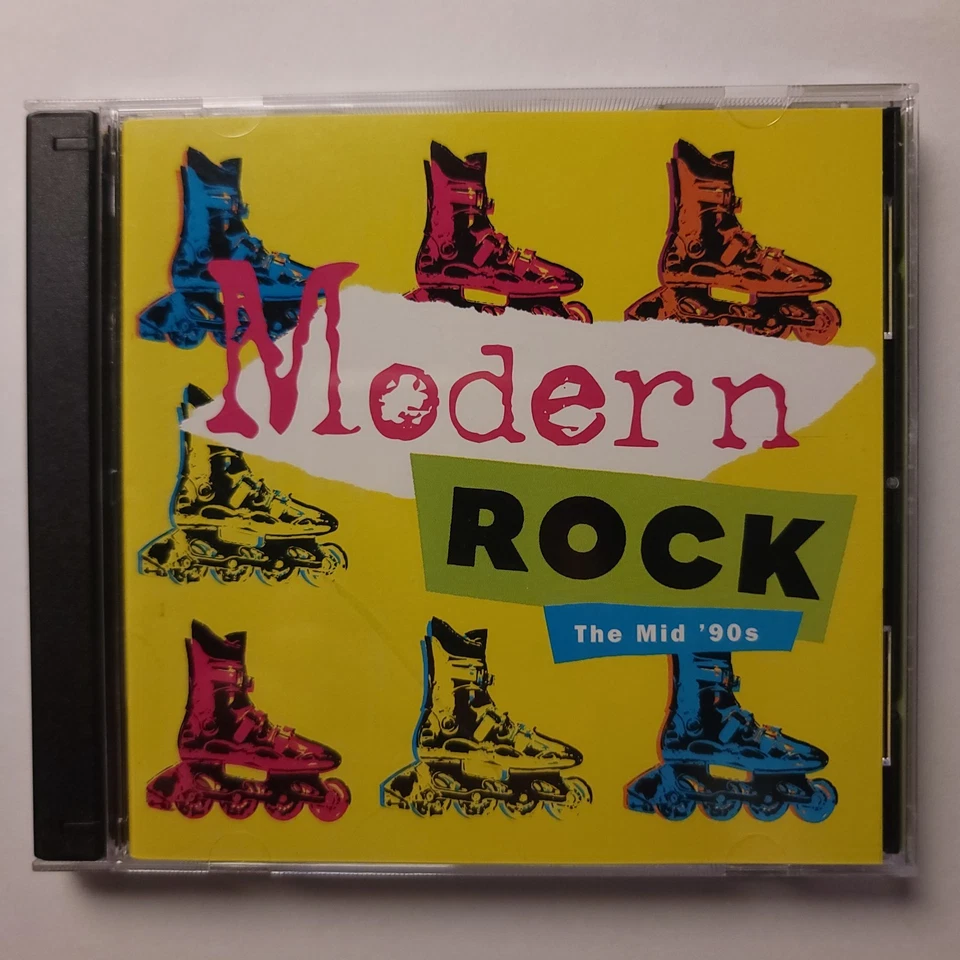 Modern
ROCK
The Mid '90s